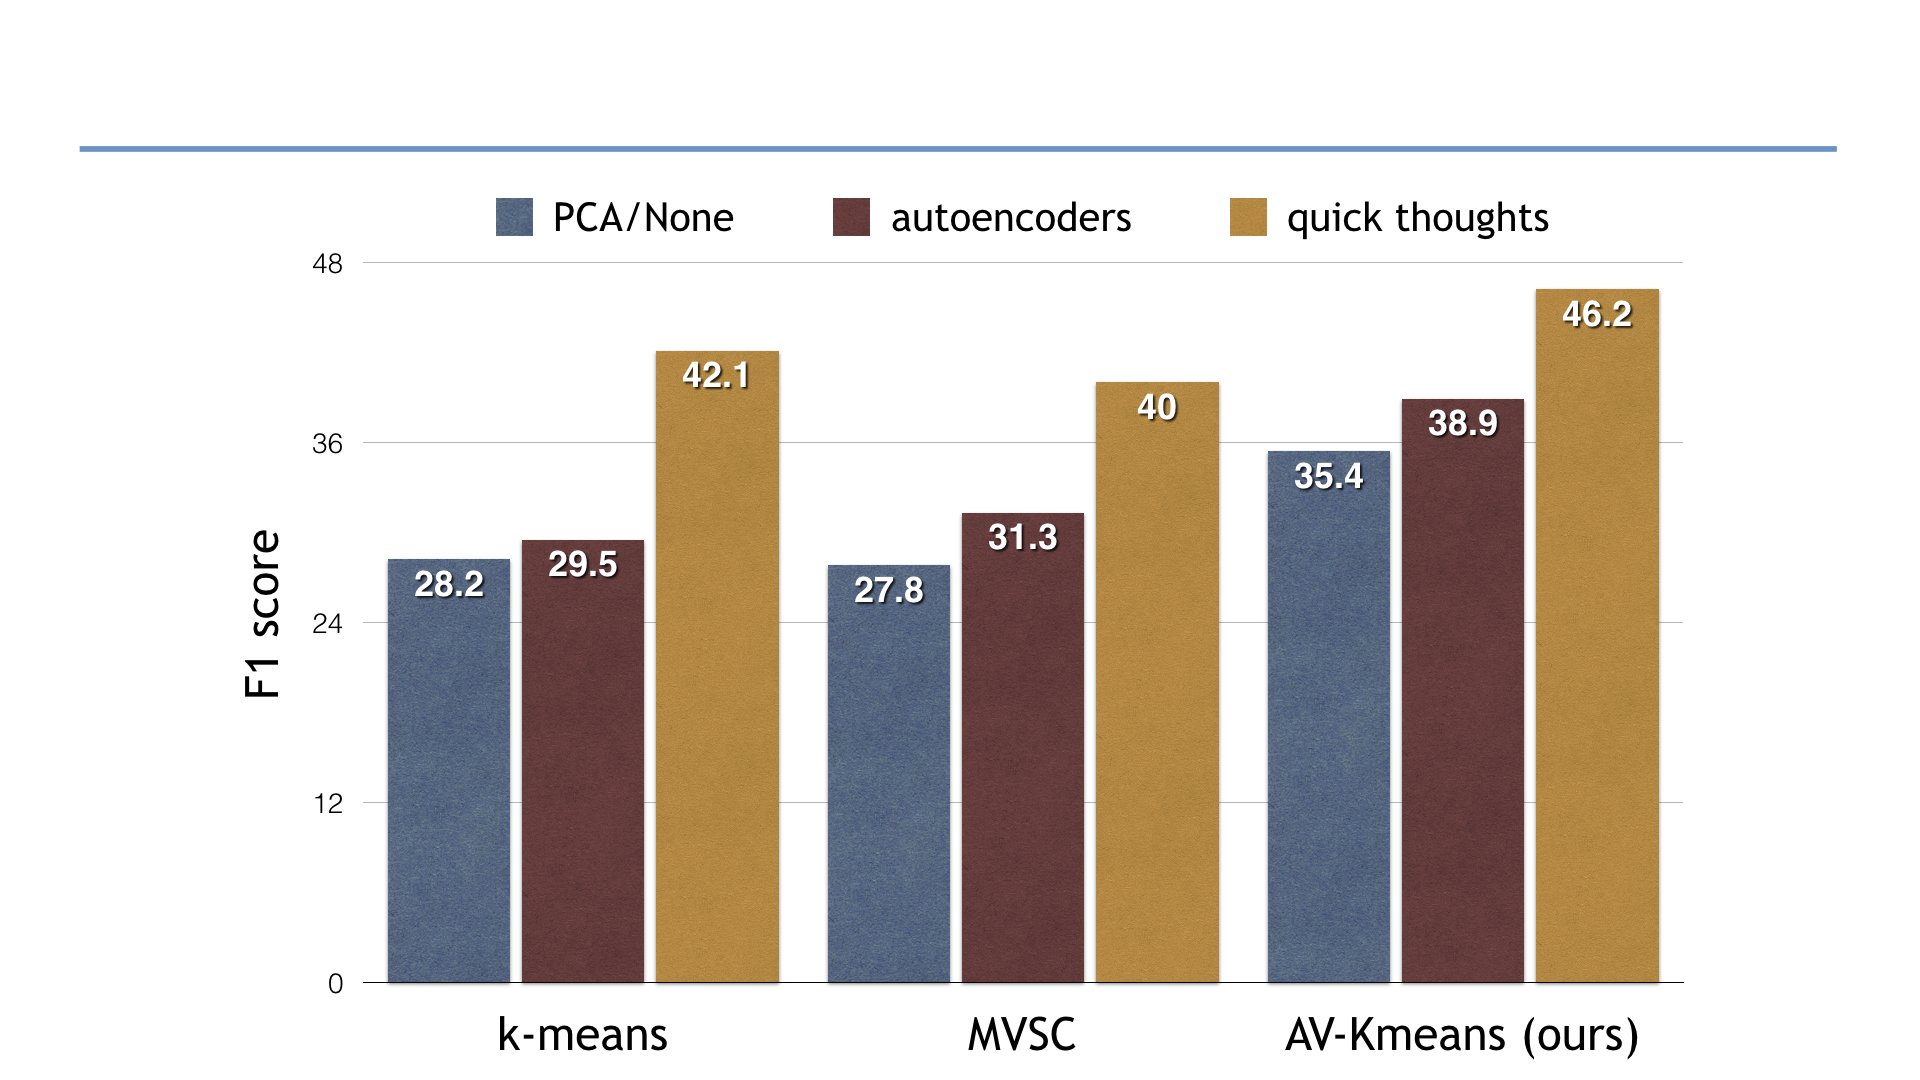 PCA/None autoencoders quick thoughts
48
36
24
12
0
F1 score
28.2 29.5 42.1
27.8 31.3 40
35.4 38.9 46.2
k-means MVSC AV-Kmeans (ours)